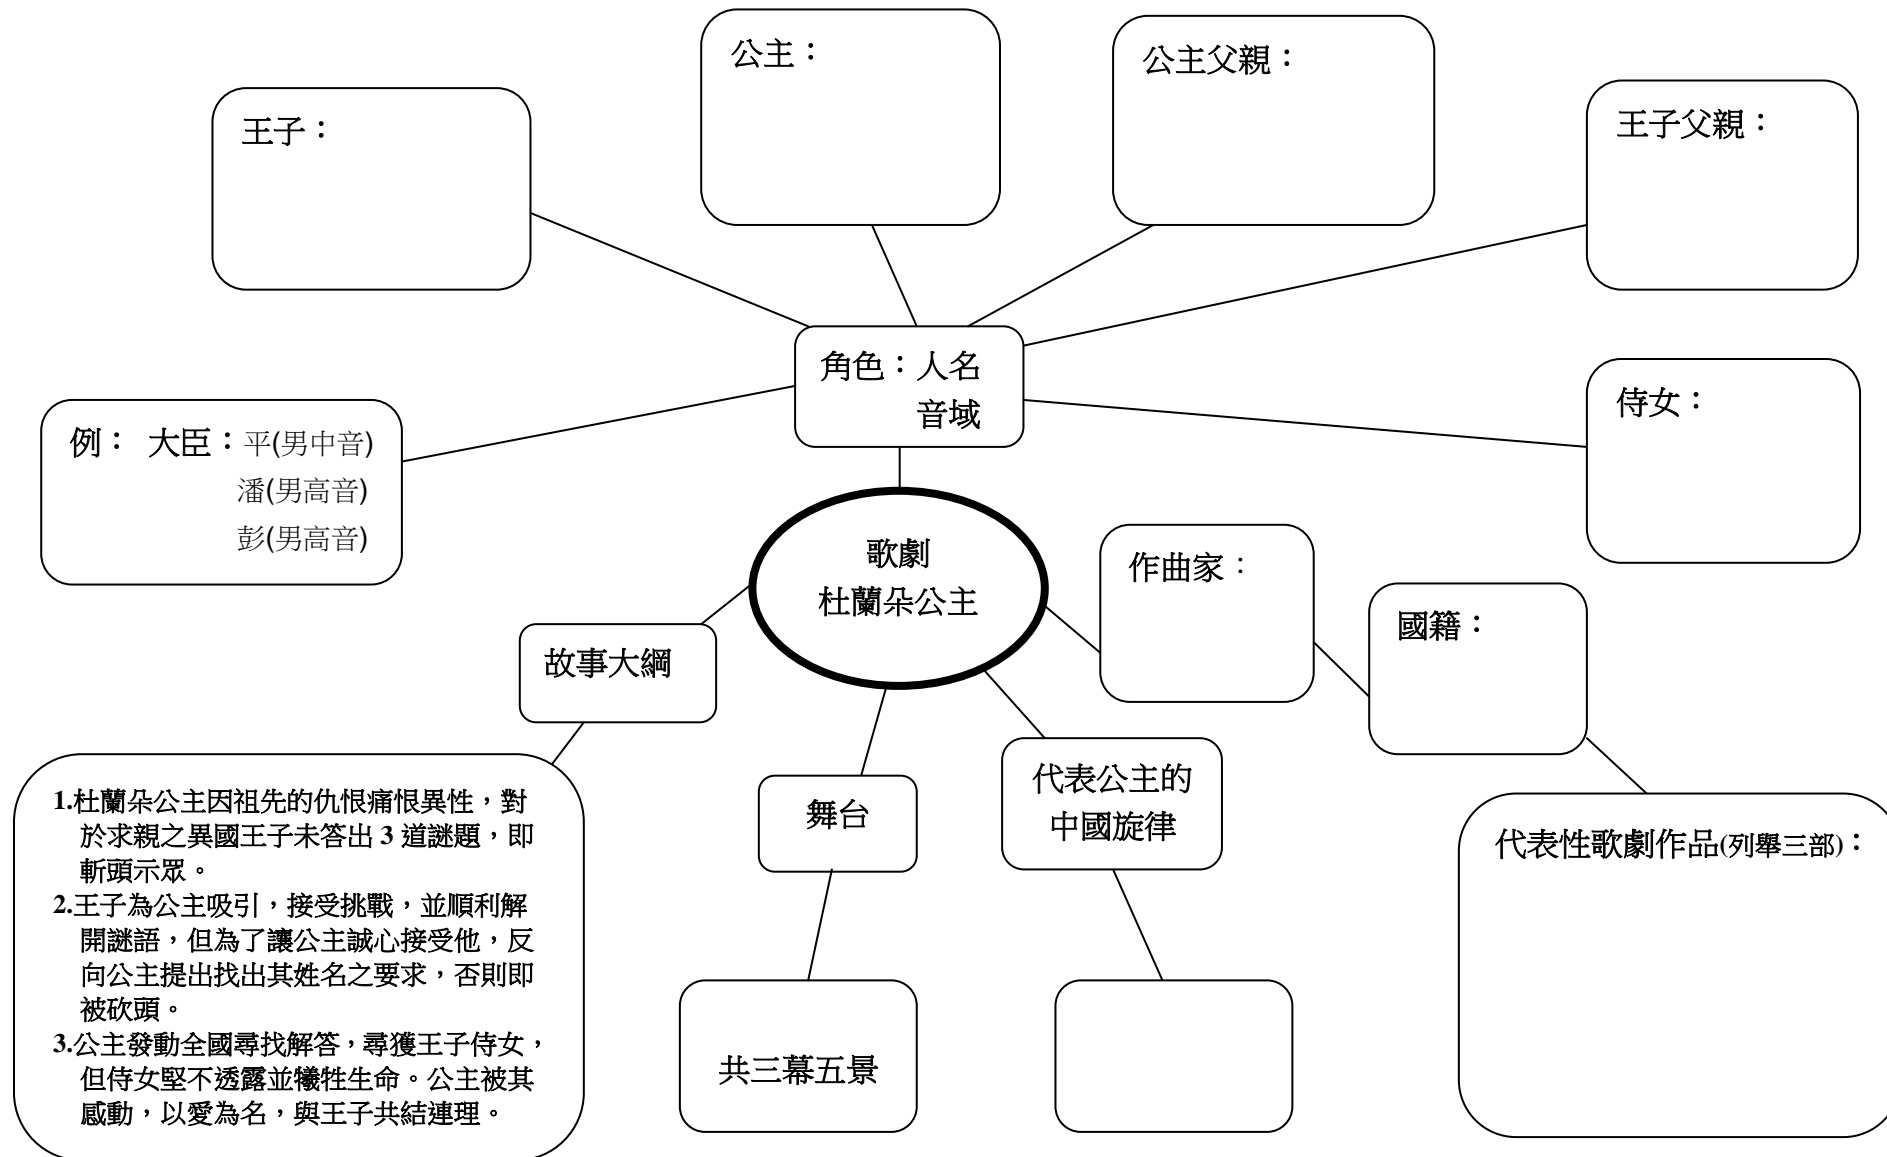 公主：
公主父親：
王子：
王子父親：
角色：人名
音域
侍女：
例： 大臣：平(男中音)
潘(男高音)
彭(男高音)
歌劇
杜蘭朵公主
作曲家：
國籍：
故事大綱
代表公主的
中國旋律
舞台
代表性歌劇作品(列舉三部)：
1.杜蘭朵公主因祖先的仇恨痛恨異性，對
於求親之異國王子未答出 3 道謎題，即
斬頭示眾。
2.王子為公主吸引，接受挑戰，並順利解
開謎語，但為了讓公主誠心接受他，反
向公主提出找出其姓名之要求，否則即
被砍頭。
3.公主發動全國尋找解答，尋獲王子侍女，
但侍女堅不透露並犧牲生命。公主被其
感動，以愛為名，與王子共結連理。
共三幕五景